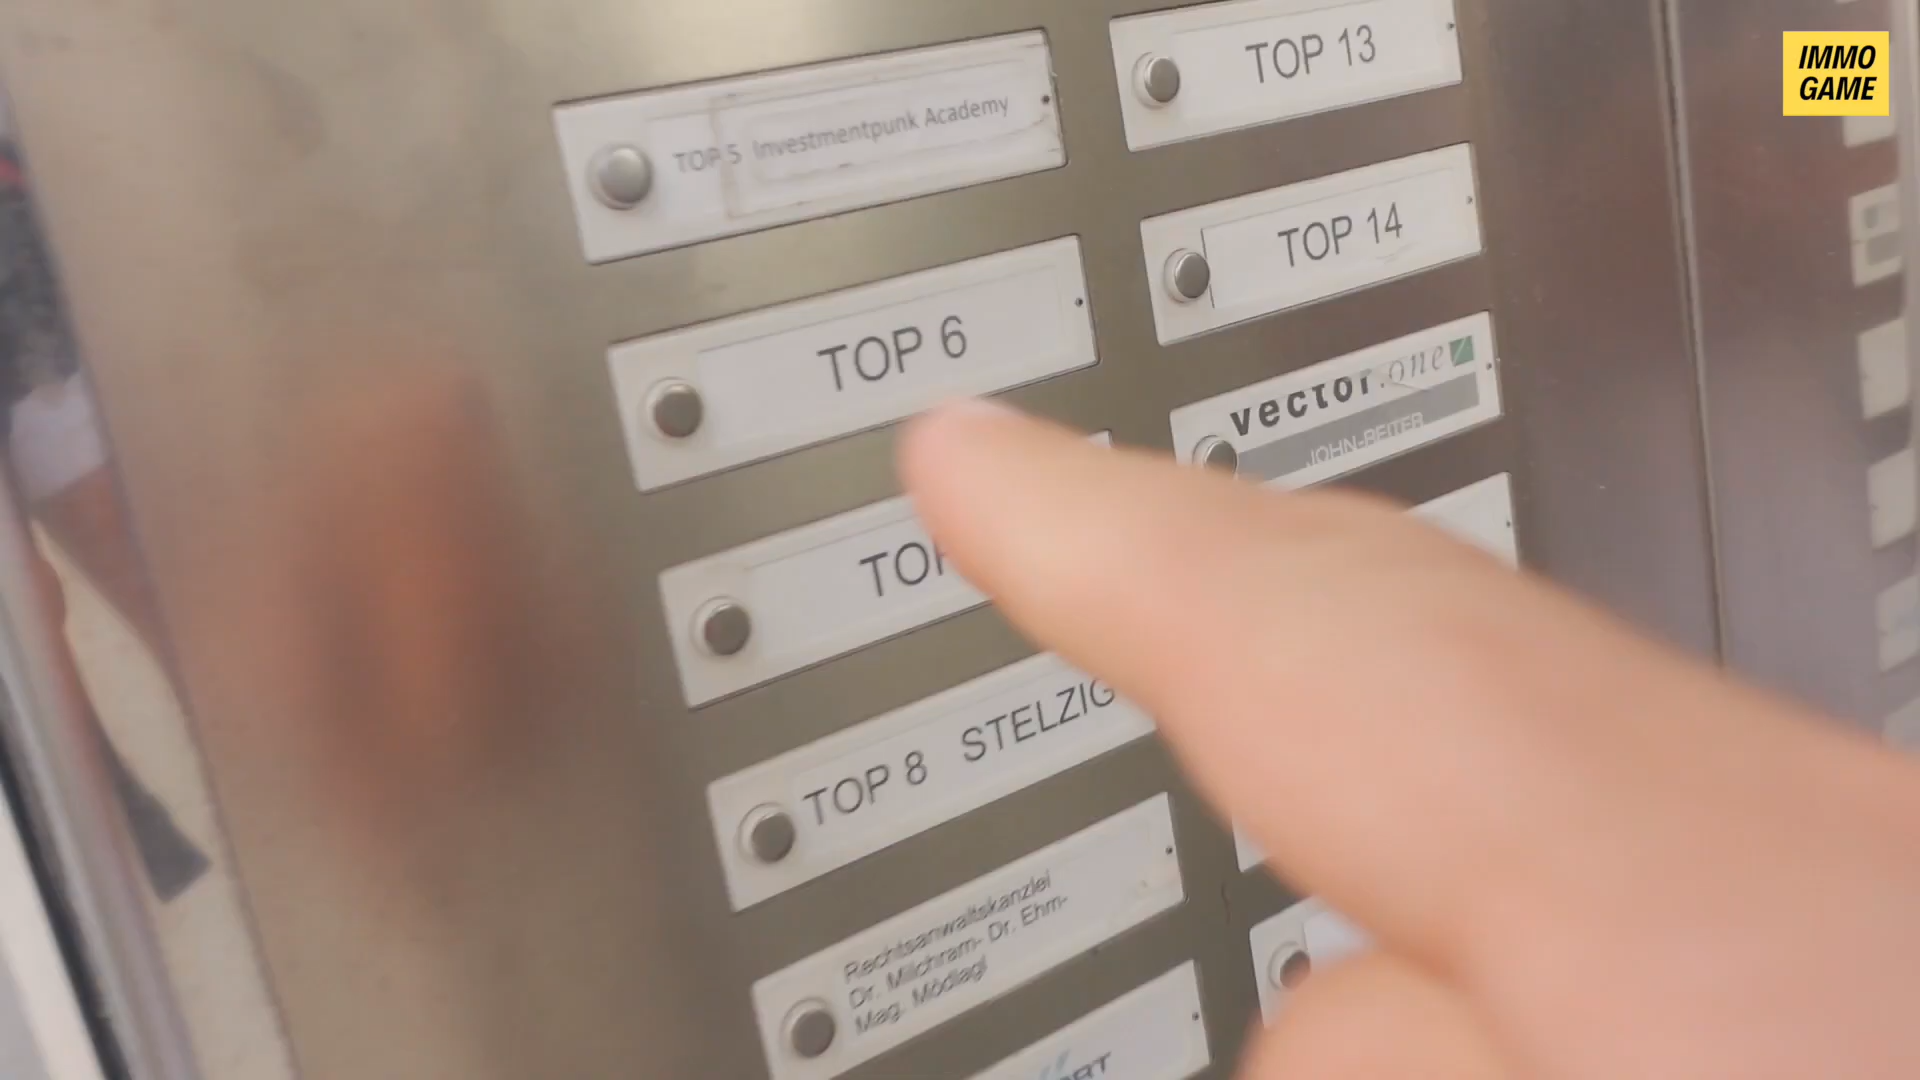 IMMO
GAME
TOP 5 Investmentpunk Academy
TOP 6
TOP
TOP 8 STELZIG
Rechtsanwaltskanzlei
Dr. Milchram- Dr. Ehm-
Mag. Mödlagl
TOP 13
TOP 14
vector.one
JOHN-REITER